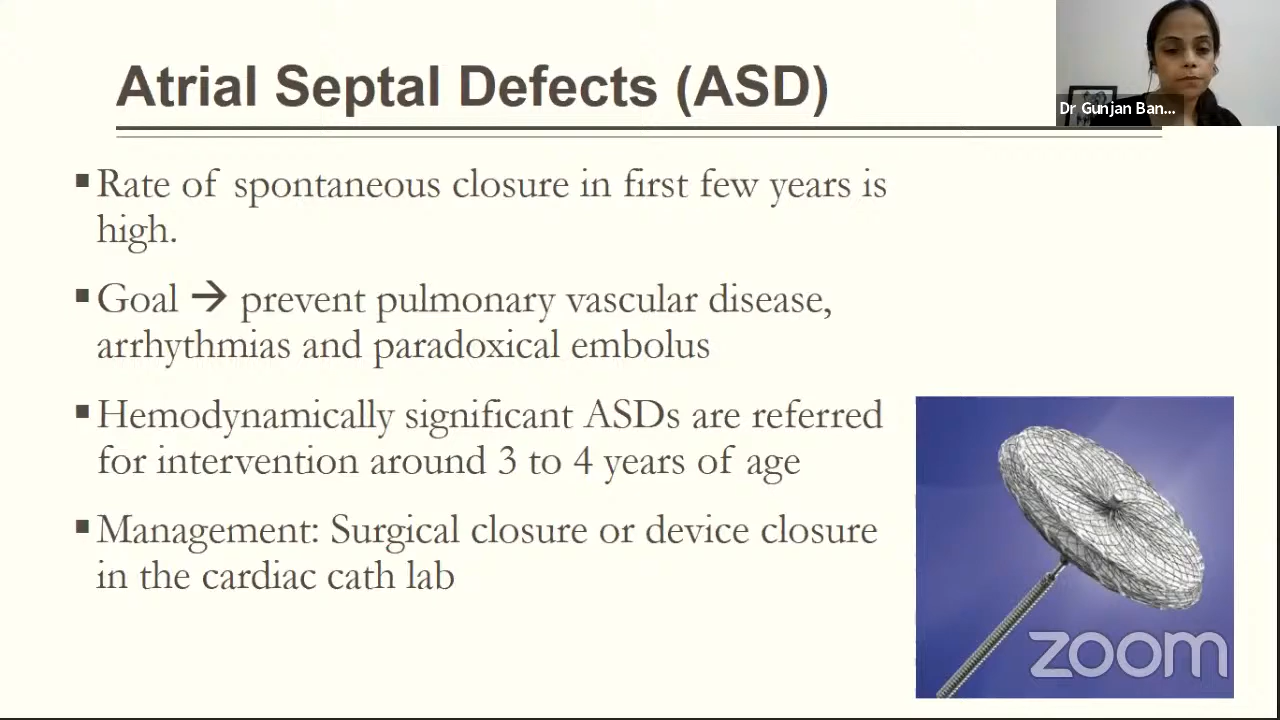 Atrial Septal Defects (ASD)
Dr Gunjan Ban...
▪Rate of spontaneous closure in first few years is
high.
▪Goal → prevent pulmonary vascular disease,
arrhythmias and paradoxical embolus
▪Hemodynamically significant ASDs are referred
for intervention around 3 to 4 years of age
▪Management: Surgical closure or device closure
in the cardiac cath lab
zoom